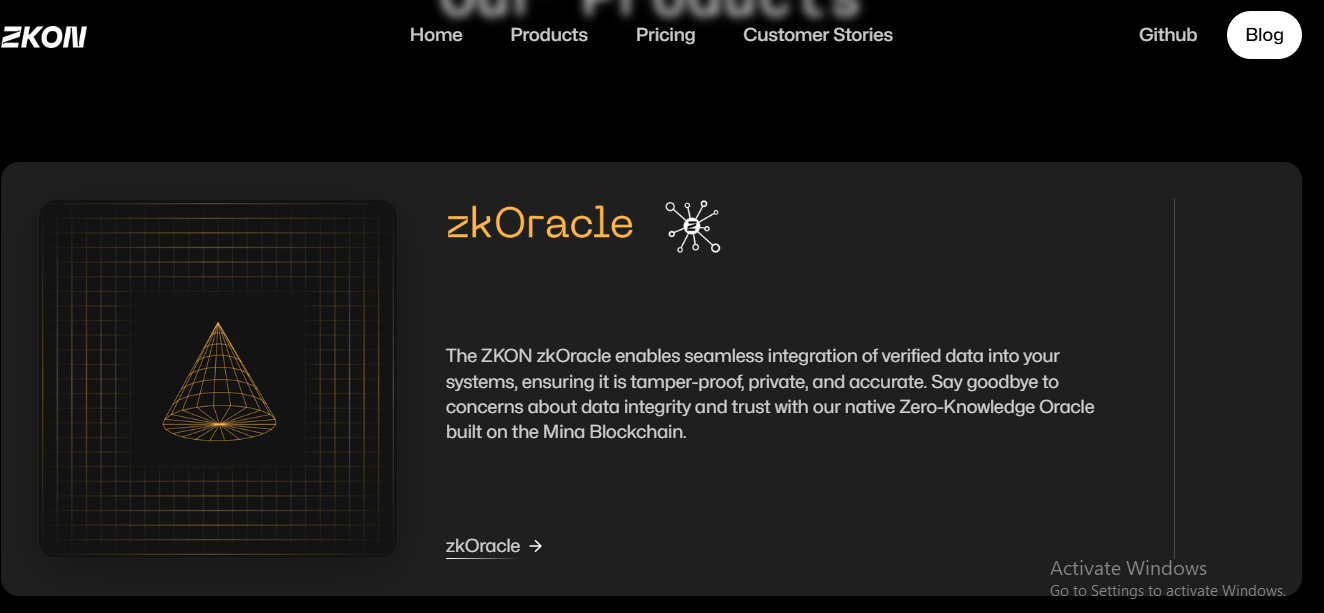 Our Products
ZKON
Home
Products
Pricing
Customer Stories
Github
Blog
zkOracle
The ZKON zkOracle enables seamless integration of verified data into your
systems, ensuring it is tamper-proof, private, and accurate. Say goodbye to
concerns about data integrity and trust with our native Zero-Knowledge Oracle
built on the Mina Blockchain.
zkOracle →
Activate Windows
Go to Settings to activate Windows.